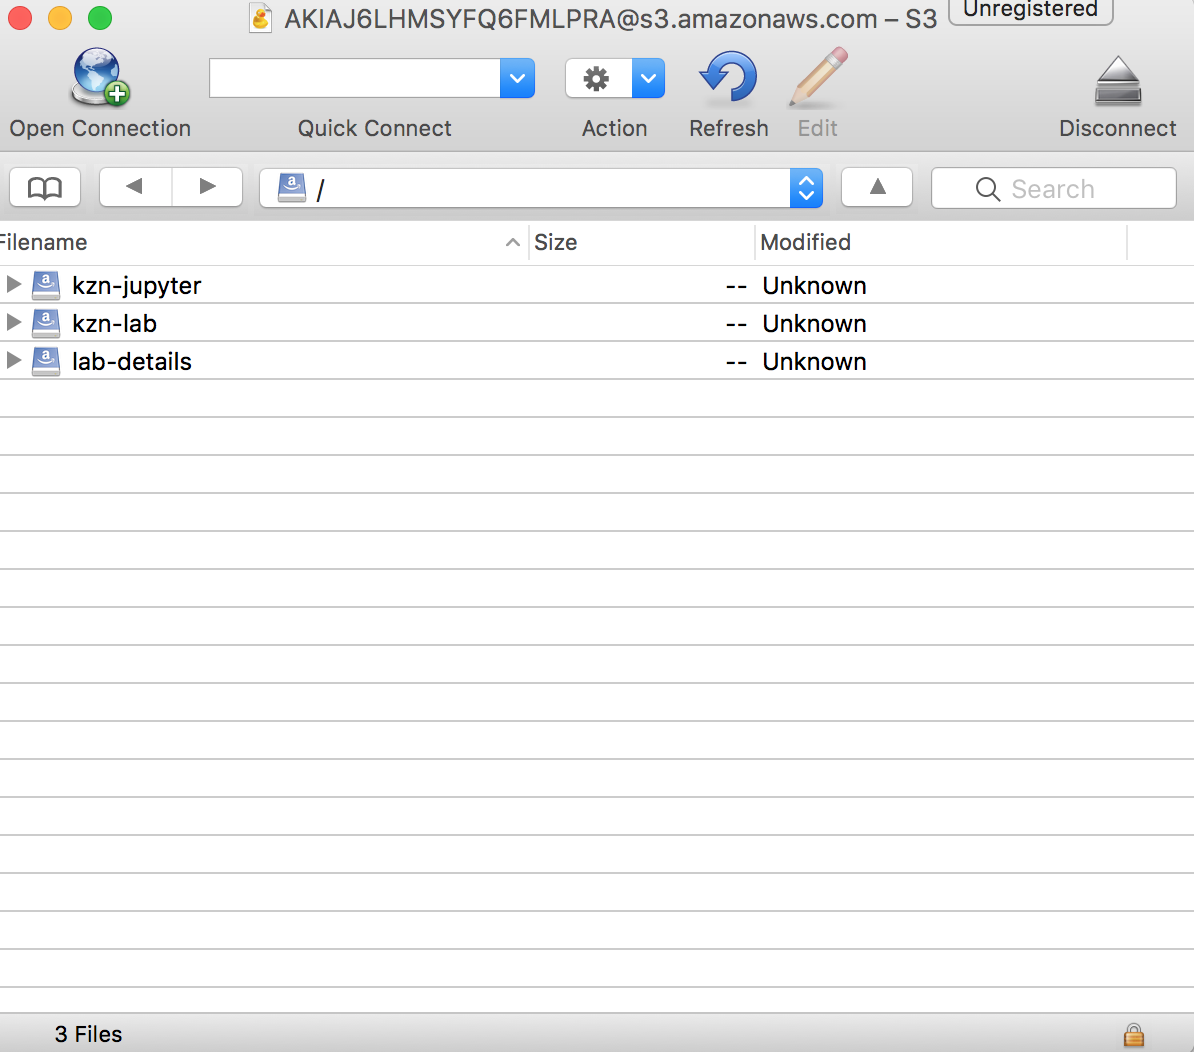 AKIAJ6LHMSYFQ6FMLPRA@s3.amazonaws.com – S3
Unregistered
Open Connection
Quick Connect
Action
Refresh
Edit
Disconnect
/
Search
Filename Size Modified
kzn-jupyter -- Unknown
kzn-lab -- Unknown
lab-details -- Unknown
3 Files